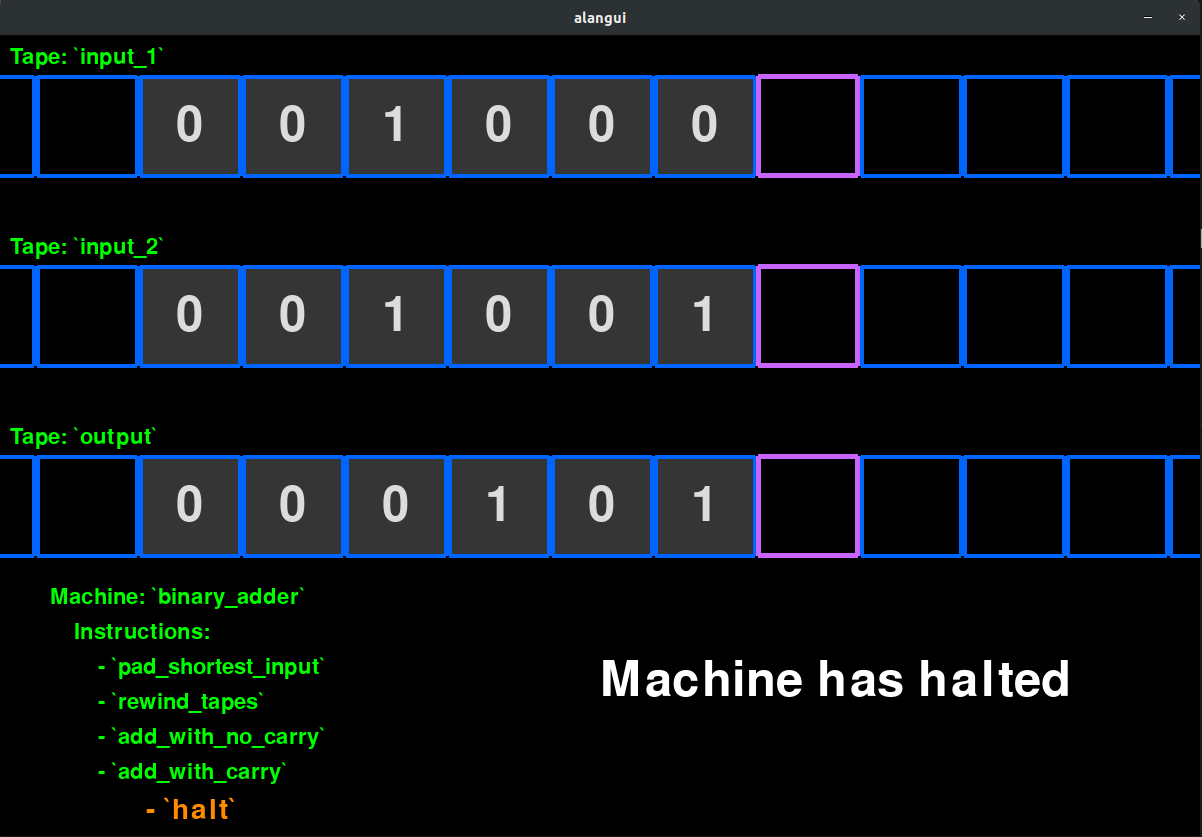 alangui
Tape: `input_1`
0 0 1 0 0 0
Tape: `input_2`
0 0 1 0 0 1
Tape: `output`
0 0 0 1 0 1
Machine: `binary_adder`
Instructions:
- `pad_shortest_input`
- `rewind_tapes`
- `add_with_no_carry`
- `add_with_carry`
- `halt`
Machine has halted